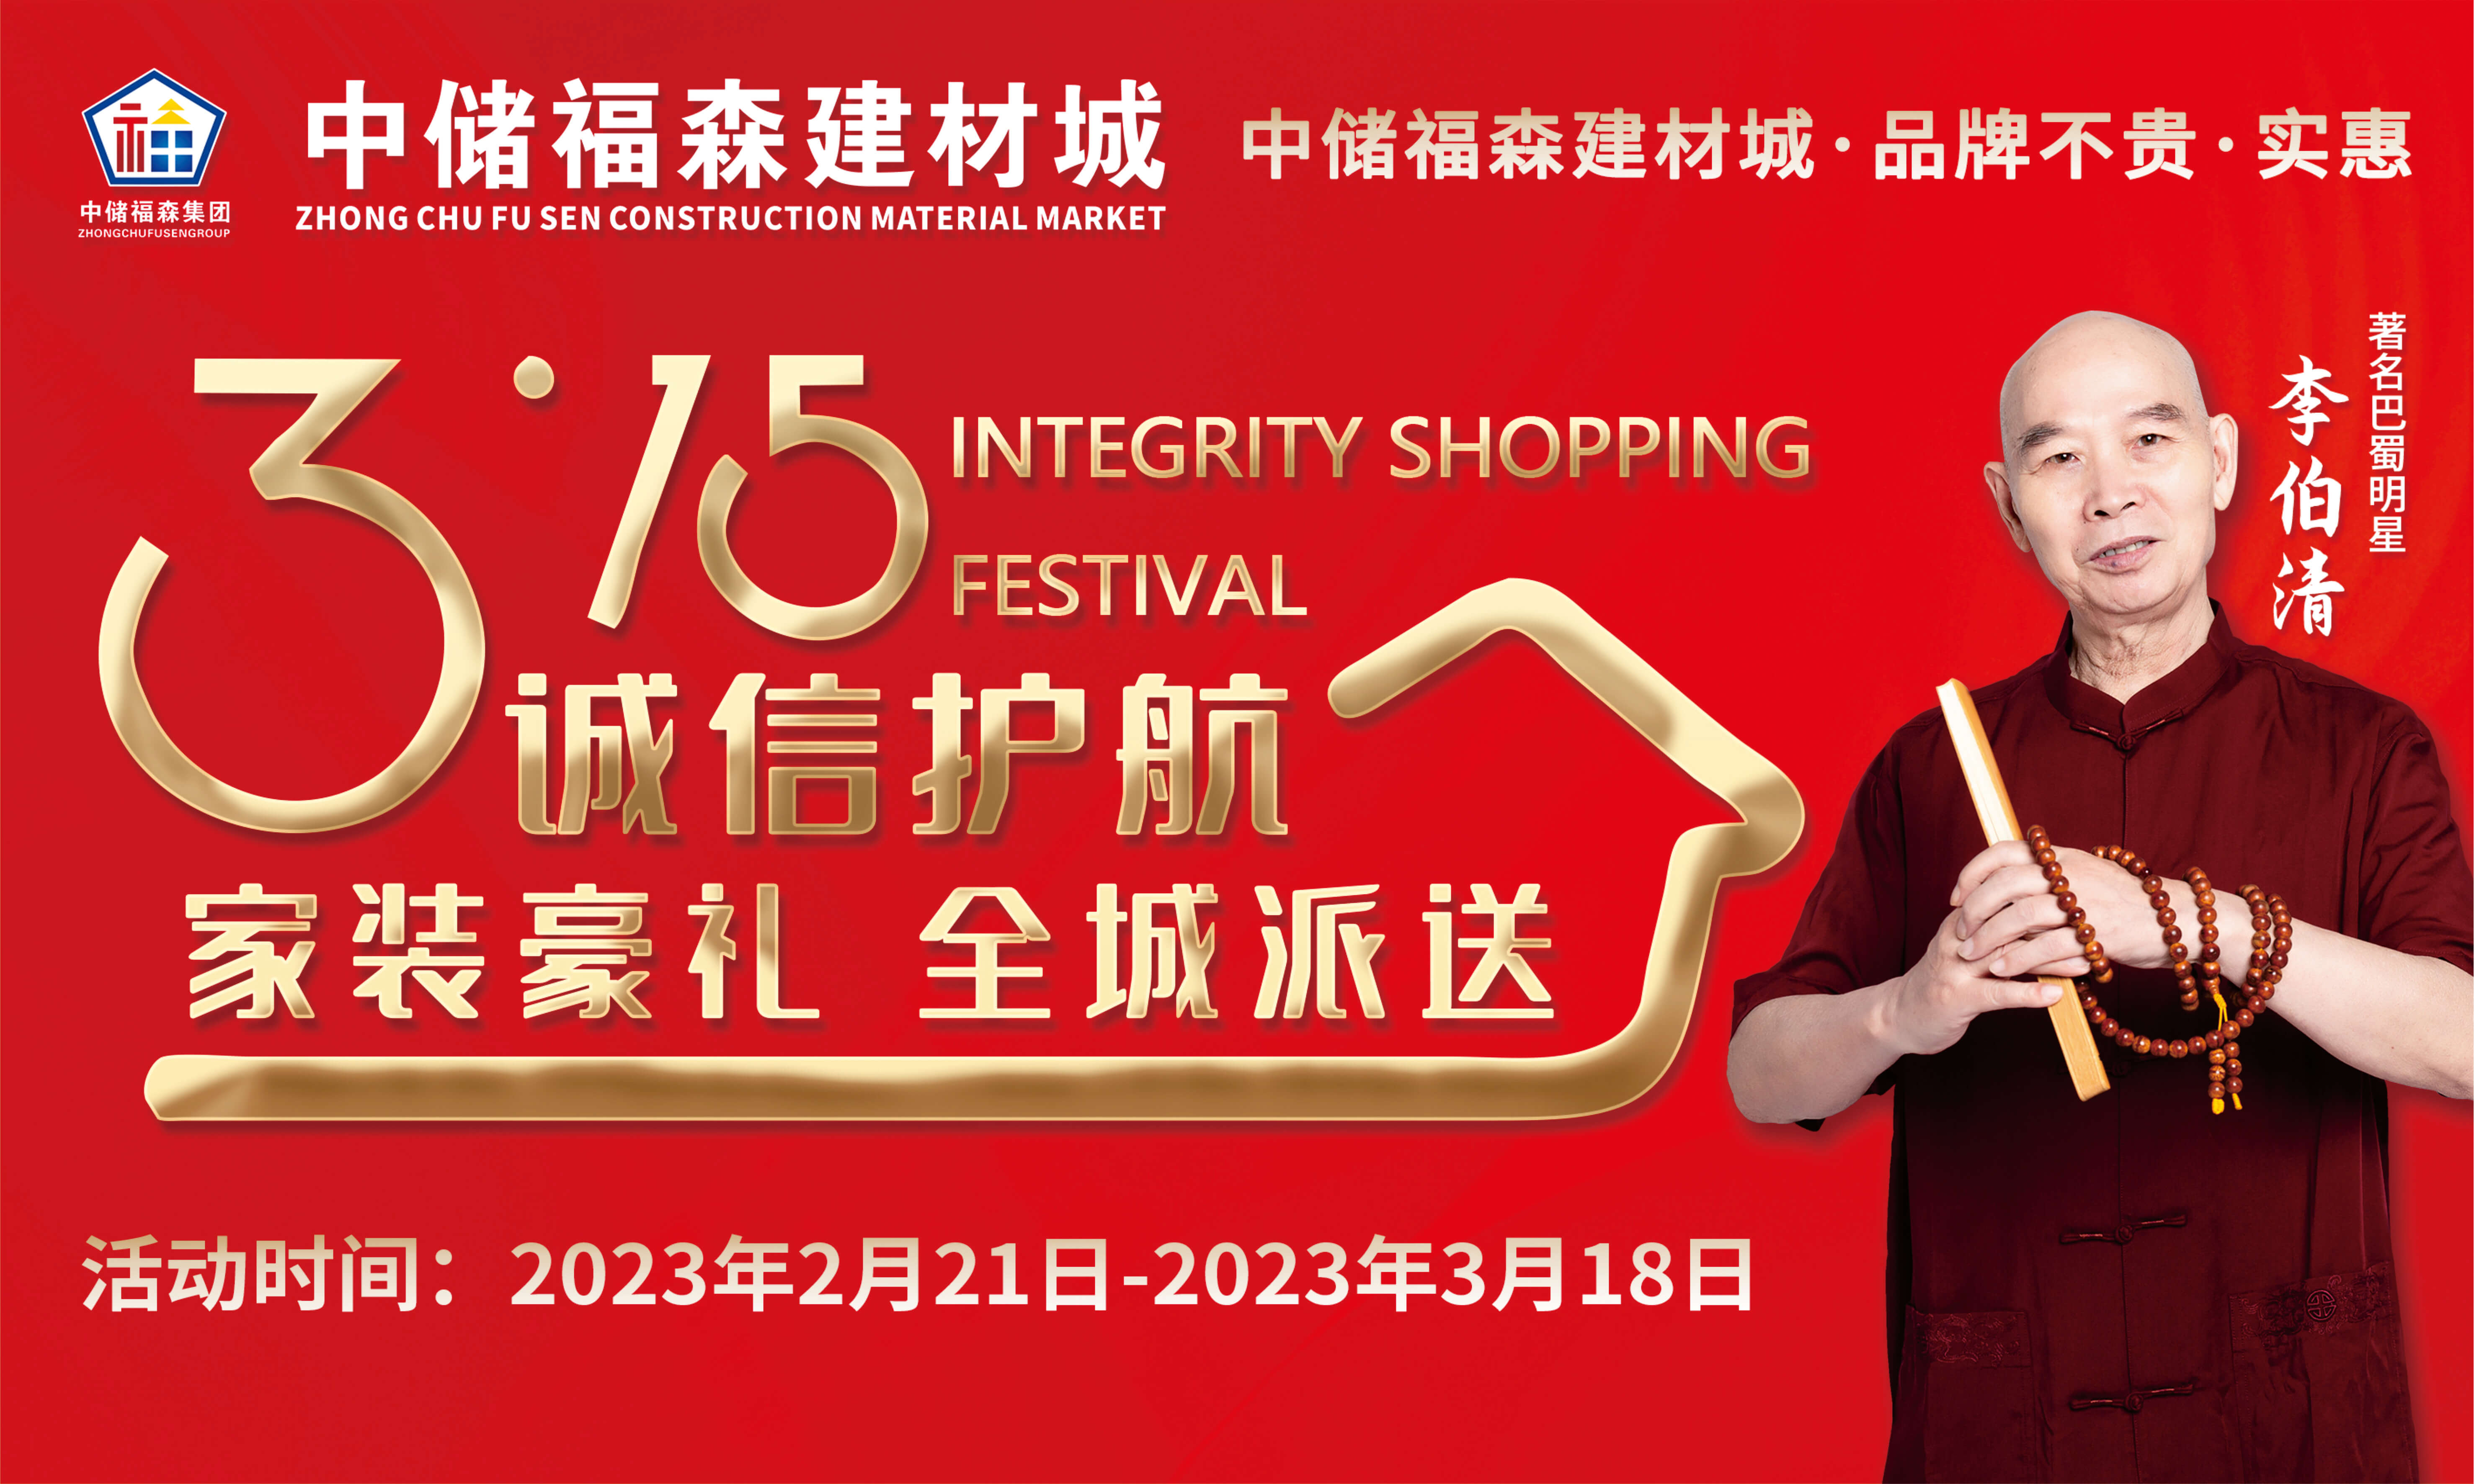 中储福森集团
ZHONGCHUFUSENGROUP
中储福森建材城
ZHONG CHU FU SEN CONSTRUCTION MATERIAL MARKET
中储福森建材城·品牌不贵·实惠
3·15
INTEGRITY SHOPPING
FESTIVAL
诚信护航
家装豪礼 全城派送
著名巴蜀明星
李伯清
活动时间：2023年2月21日-2023年3月18日